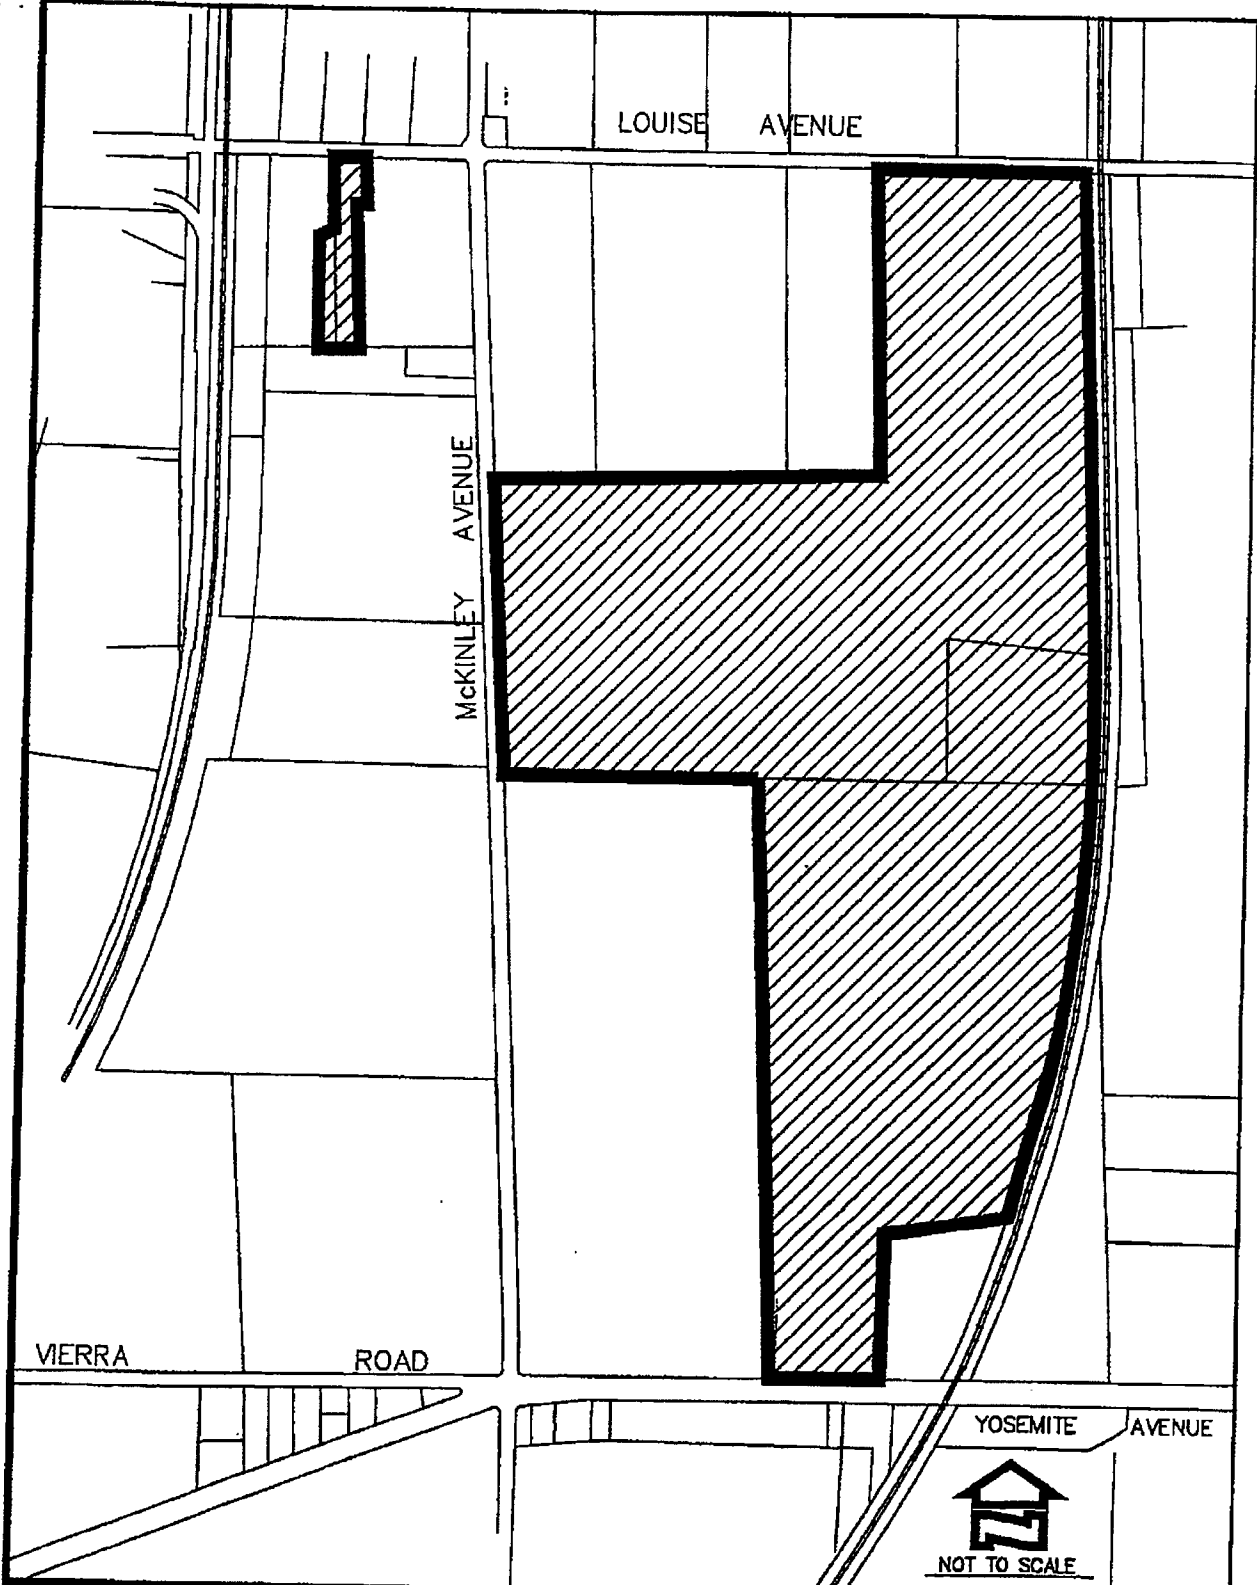 LOUISE AVENUE
McKINLEY AVENUE
VIERRA ROAD
YOSEMITE AVENUE
N
NOT TO SCALE